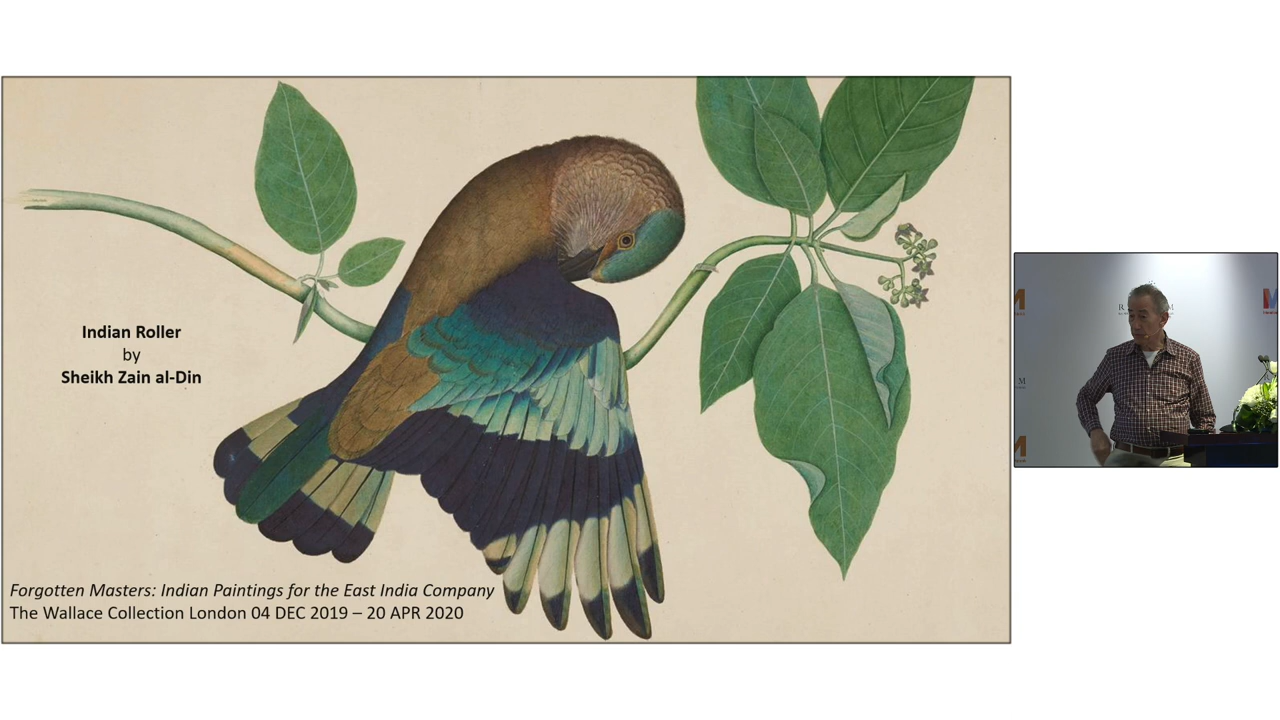 Indian Roller
by
Sheikh Zain al-Din
Forgotten Masters: Indian Paintings for the East India Company
The Wallace Collection London 04 DEC 2019 – 20 APR 2020